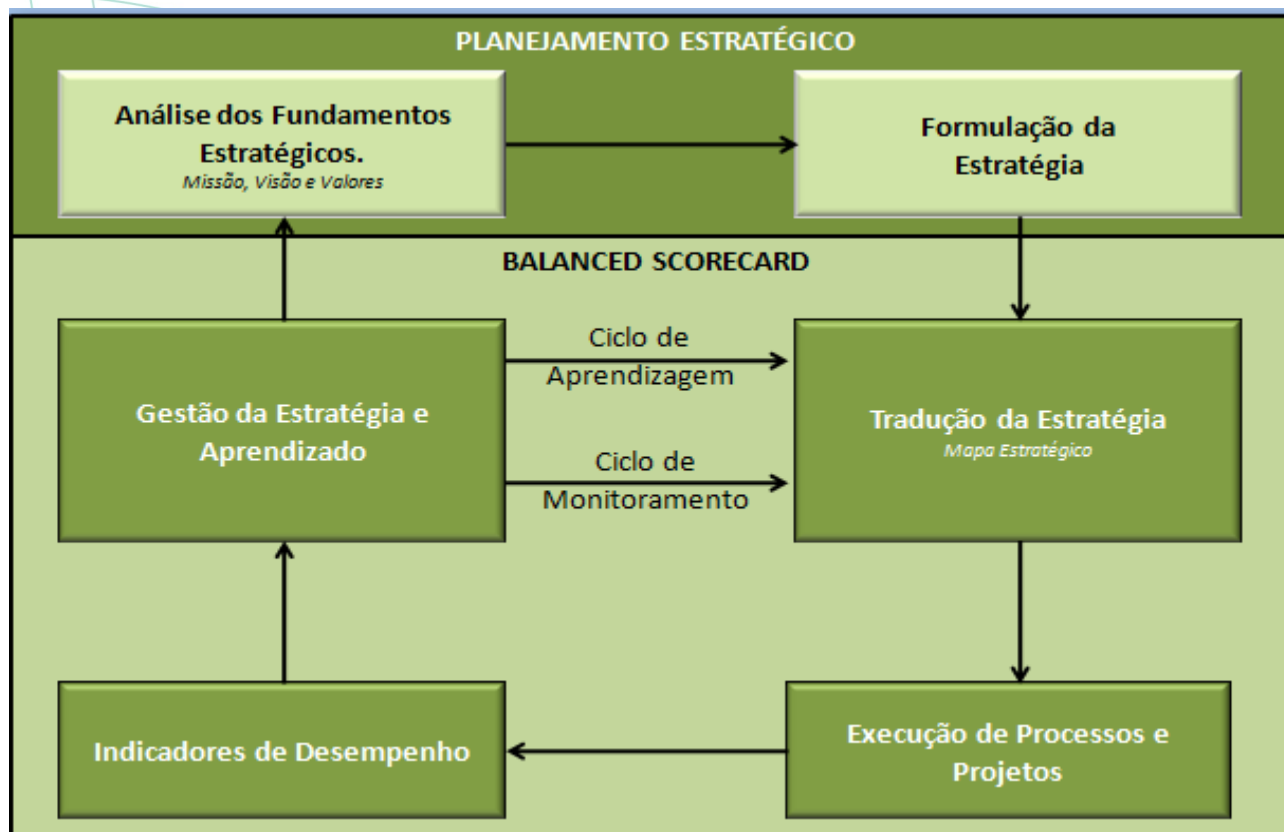 PLANEJAMENTO ESTRATÉGICO
Análise dos Fundamentos
Estratégicos.
Missão, Visão e Valores
Formulação da
Estratégia
BALANCED SCORECARD
Gestão da Estratégia e
Aprendizado
Ciclo de
Aprendizagem
Ciclo de
Monitoramento
Tradução da Estratégia
Mapa Estratégico
Indicadores de Desempenho
Execução de Processos e
Projetos